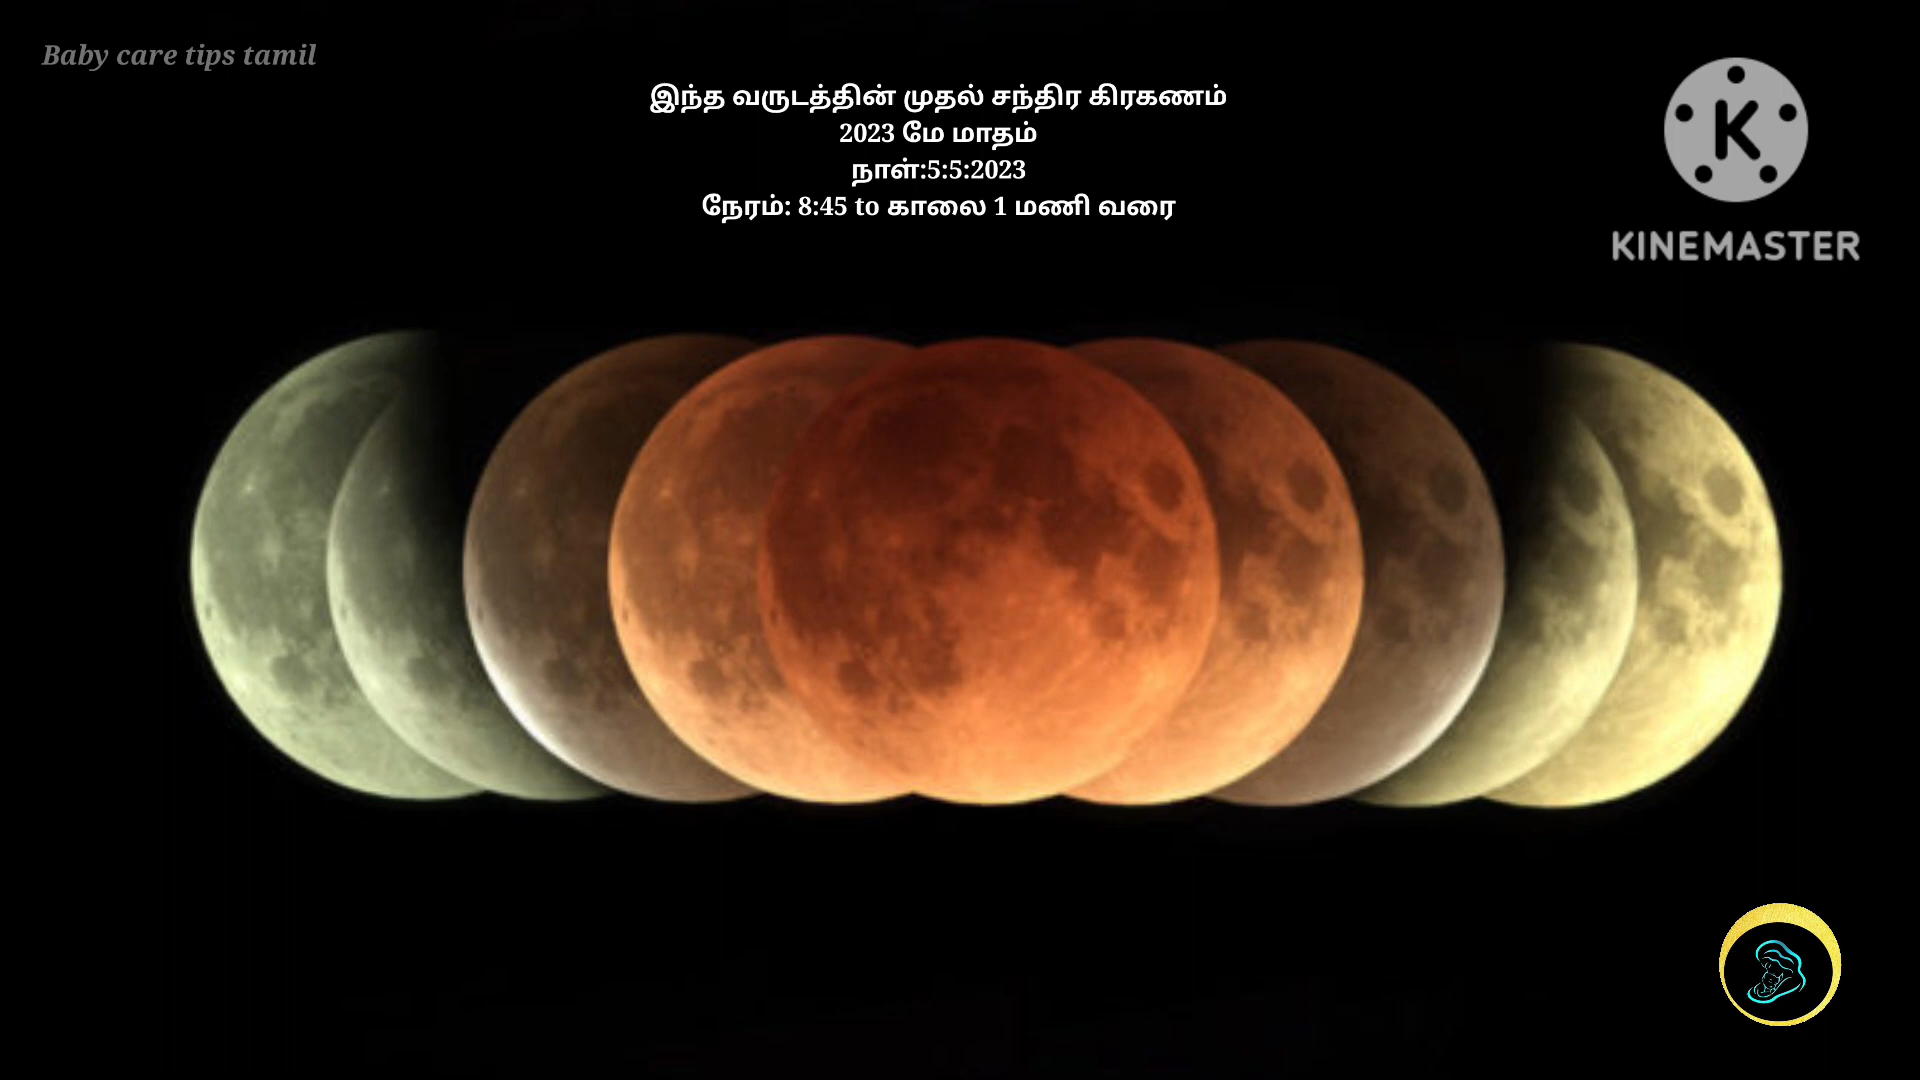 Baby care tips tamil
இந்த வருடத்தின் முதல் சந்திர கிரகணம்
2023 மே மாதம்
நாள்:5:5:2023
நேரம்: 8:45 to காலை 1 மணி வரை
K
KINEMASTER